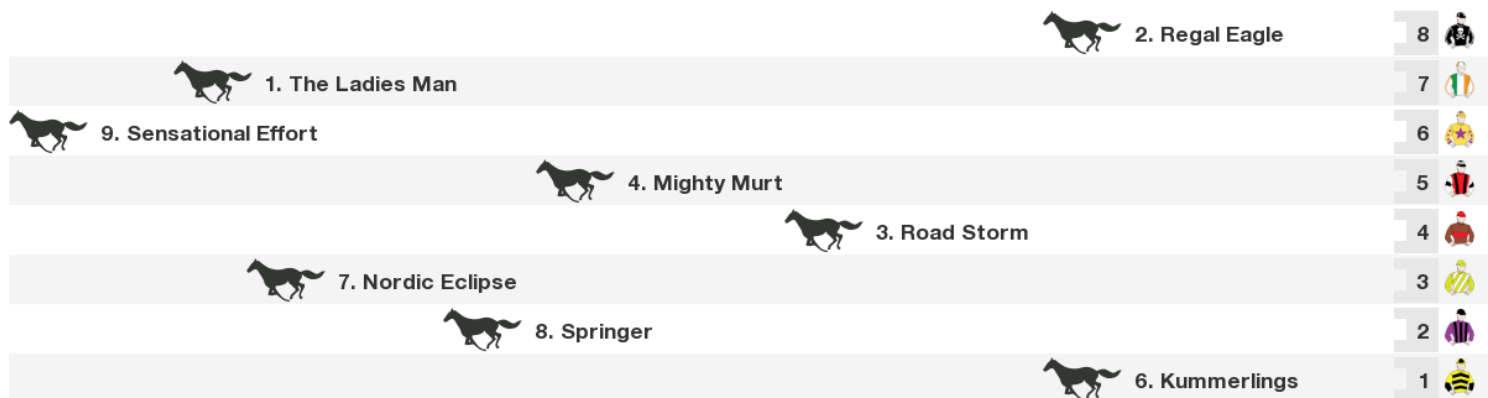 2. Regal Eagle 8
1. The Ladies Man 7
9. Sensational Effort 6
4. Mighty Murt 5
3. Road Storm 4
7. Nordic Eclipse 3
8. Springer 2
6. Kummerlings 1